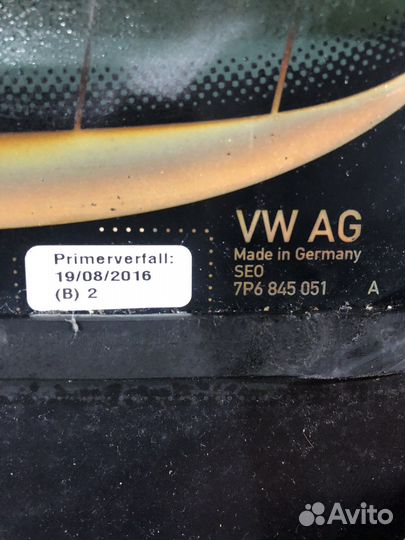 VW AG
Made in Germany
SEO
7P6 845 051 A
Primerverfall:
19/08/2016
(B) 2
Avito